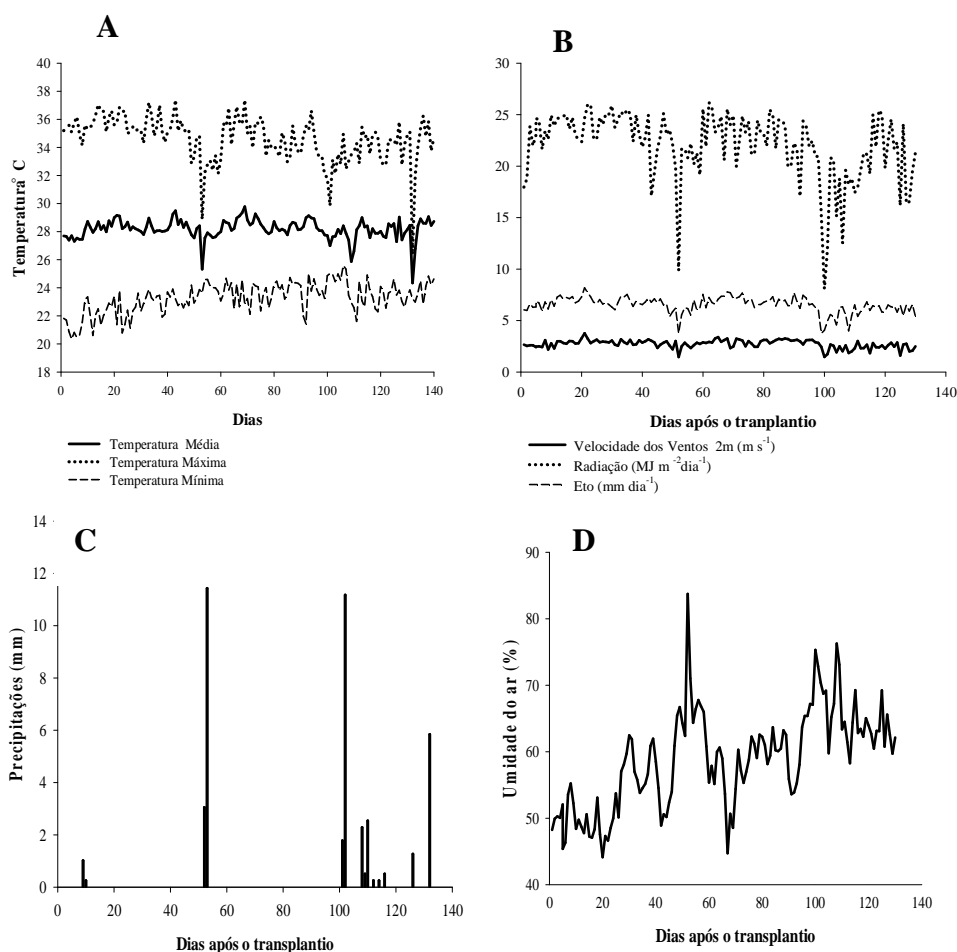 A
Temperatura° C
40
38
36
34
32
30
28
26
24
22
20
18
0 20 40 60 80 100 120 140
Dias
Temperatura Média
Temperatura Máxima
Temperatura Mínima
B
30
25
20
15
10
5
0
0 20 40 60 80 100 120 140
Dias após o tranplantio
Velocidade dos Ventos 2m (m s-1)
Radiação (MJ m -2dia-1)
Eto (mm dia-1)
C
Precipitações (mm)
14
12
10
8
6
4
2
0
0 20 40 60 80 100 120 140
Dias após o transplantio
D
Umidade do ar (%)
90
80
70
60
50
40
0 20 40 60 80 100 120 140
Dias após o transplantio